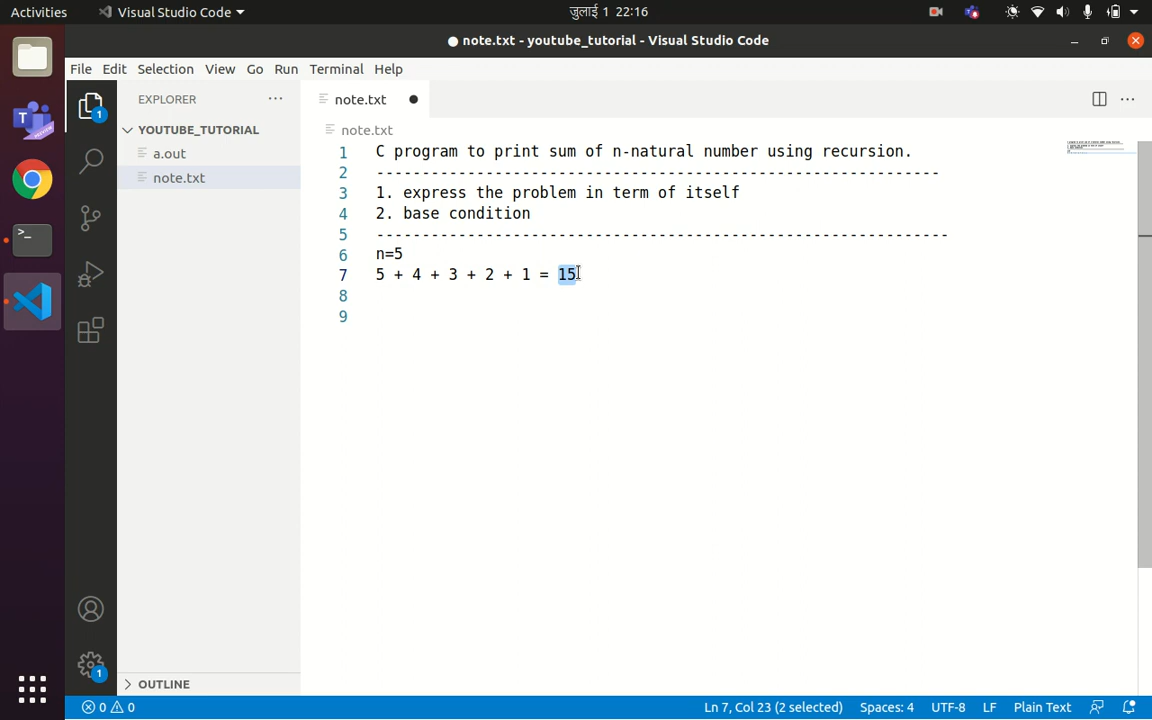 Activities Visual Studio Code जुलाई 1 22:16
note.txt - youtube_tutorial - Visual Studio Code
File Edit Selection View Go Run Terminal Help
EXPLORER
YOUTUBE_TUTORIAL
a.out
note.txt
OUTLINE
note.txt
note.txt
1 C program to print sum of n-natural number using recursion.
2 --------------------------------------------------------------
3 1. express the problem in term of itself
4 2. base condition
5 ---------------------------------------------------------------
6 n=5
7 5 + 4 + 3 + 2 + 1 = 15
8
9
1
1
0 0 Ln 7, Col 23 (2 selected) Spaces: 4 UTF-8 LF Plain Text